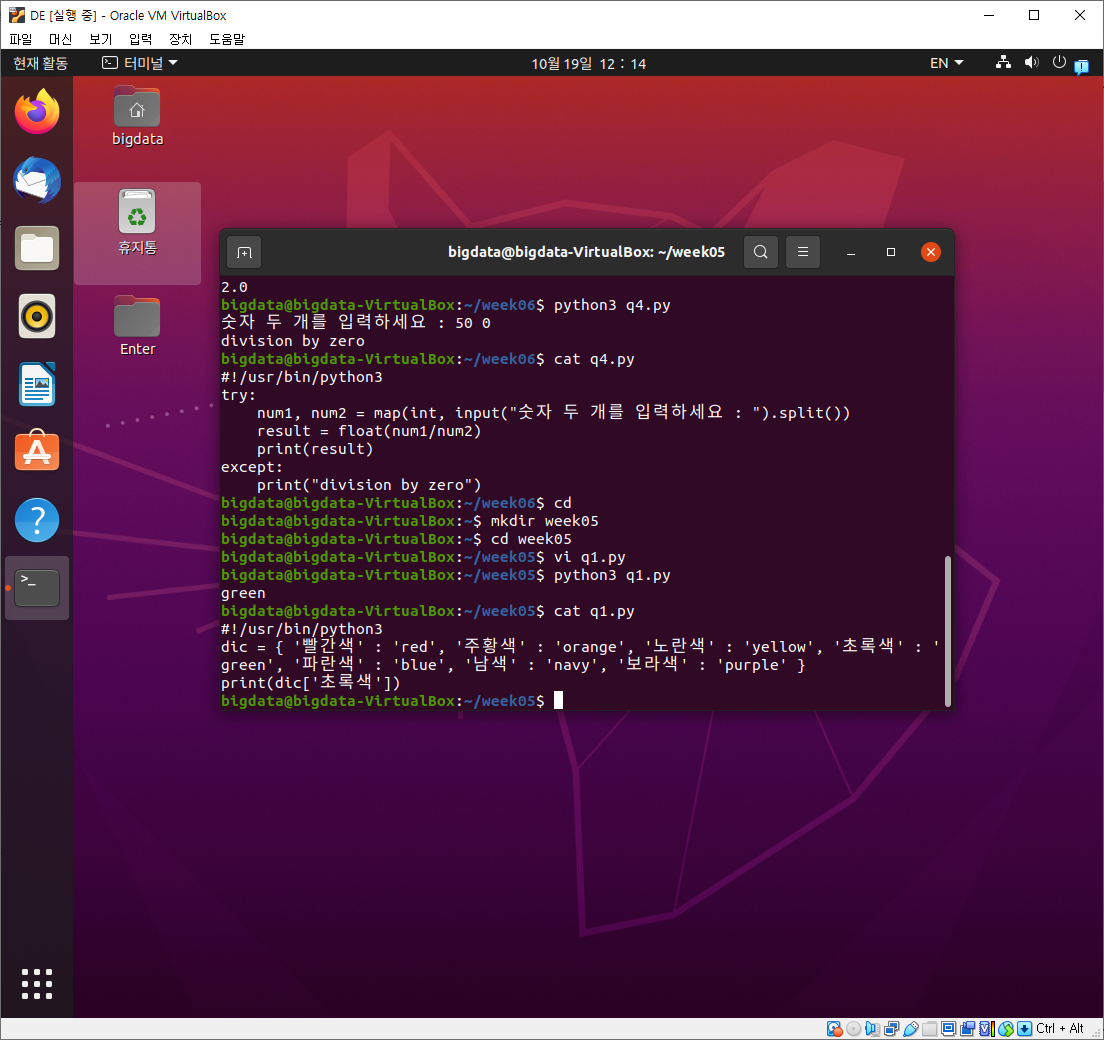 DE [실행 중] - Oracle VM VirtualBox
파일 머신 보기 입력 장치 도움말
현재 활동 터미널 10월 19일 12 : 14 EN
bigdata
휴지통
Enter
bigdata@bigdata-VirtualBox: ~/week05
2.0
bigdata@bigdata-VirtualBox:~/week06$ python3 q4.py
숫자 두 개를 입력하세요 : 50 0
division by zero
bigdata@bigdata-VirtualBox:~/week06$ cat q4.py
#!/usr/bin/python3
try:
    num1, num2 = map(int, input("숫자 두 개를 입력하세요 : ").split())
    result = float(num1/num2)
    print(result)
except:
    print("division by zero")
bigdata@bigdata-VirtualBox:~/week06$ cd
bigdata@bigdata-VirtualBox:~$ mkdir week05
bigdata@bigdata-VirtualBox:~$ cd week05
bigdata@bigdata-VirtualBox:~/week05$ vi q1.py
bigdata@bigdata-VirtualBox:~/week05$ python3 q1.py
green
bigdata@bigdata-VirtualBox:~/week05$ cat q1.py
#!/usr/bin/python3
dic = { '빨간색' : 'red', '주황색' : 'orange', '노란색' : 'yellow', '초록색' : '
green', '파란색' : 'blue', '남색' : 'navy', '보라색' : 'purple' }
print(dic['초록색'])
bigdata@bigdata-VirtualBox:~/week05$
Ctrl + Alt